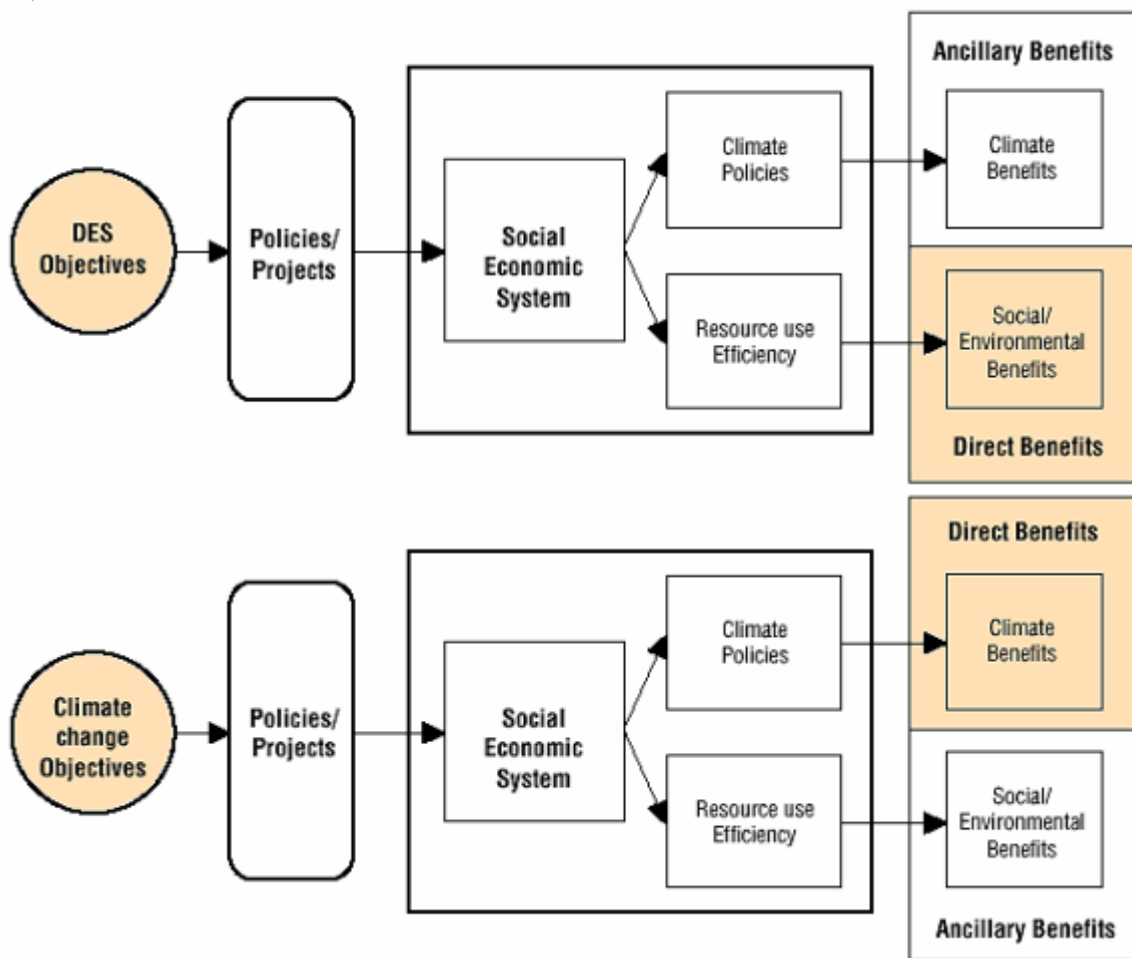 Ancillary Benefits
DES
Objectives
Policies/
Projects
Social
Economic
System
Climate
Policies
Climate
Benefits
Resource use
Efficiency
Social/
Environmental
Benefits
Direct Benefits
Direct Benefits
Climate
change
Objectives
Policies/
Projects
Social
Economic
System
Climate
Policies
Climate
Benefits
Resource use
Efficiency
Social/
Environmental
Benefits
Ancillary Benefits